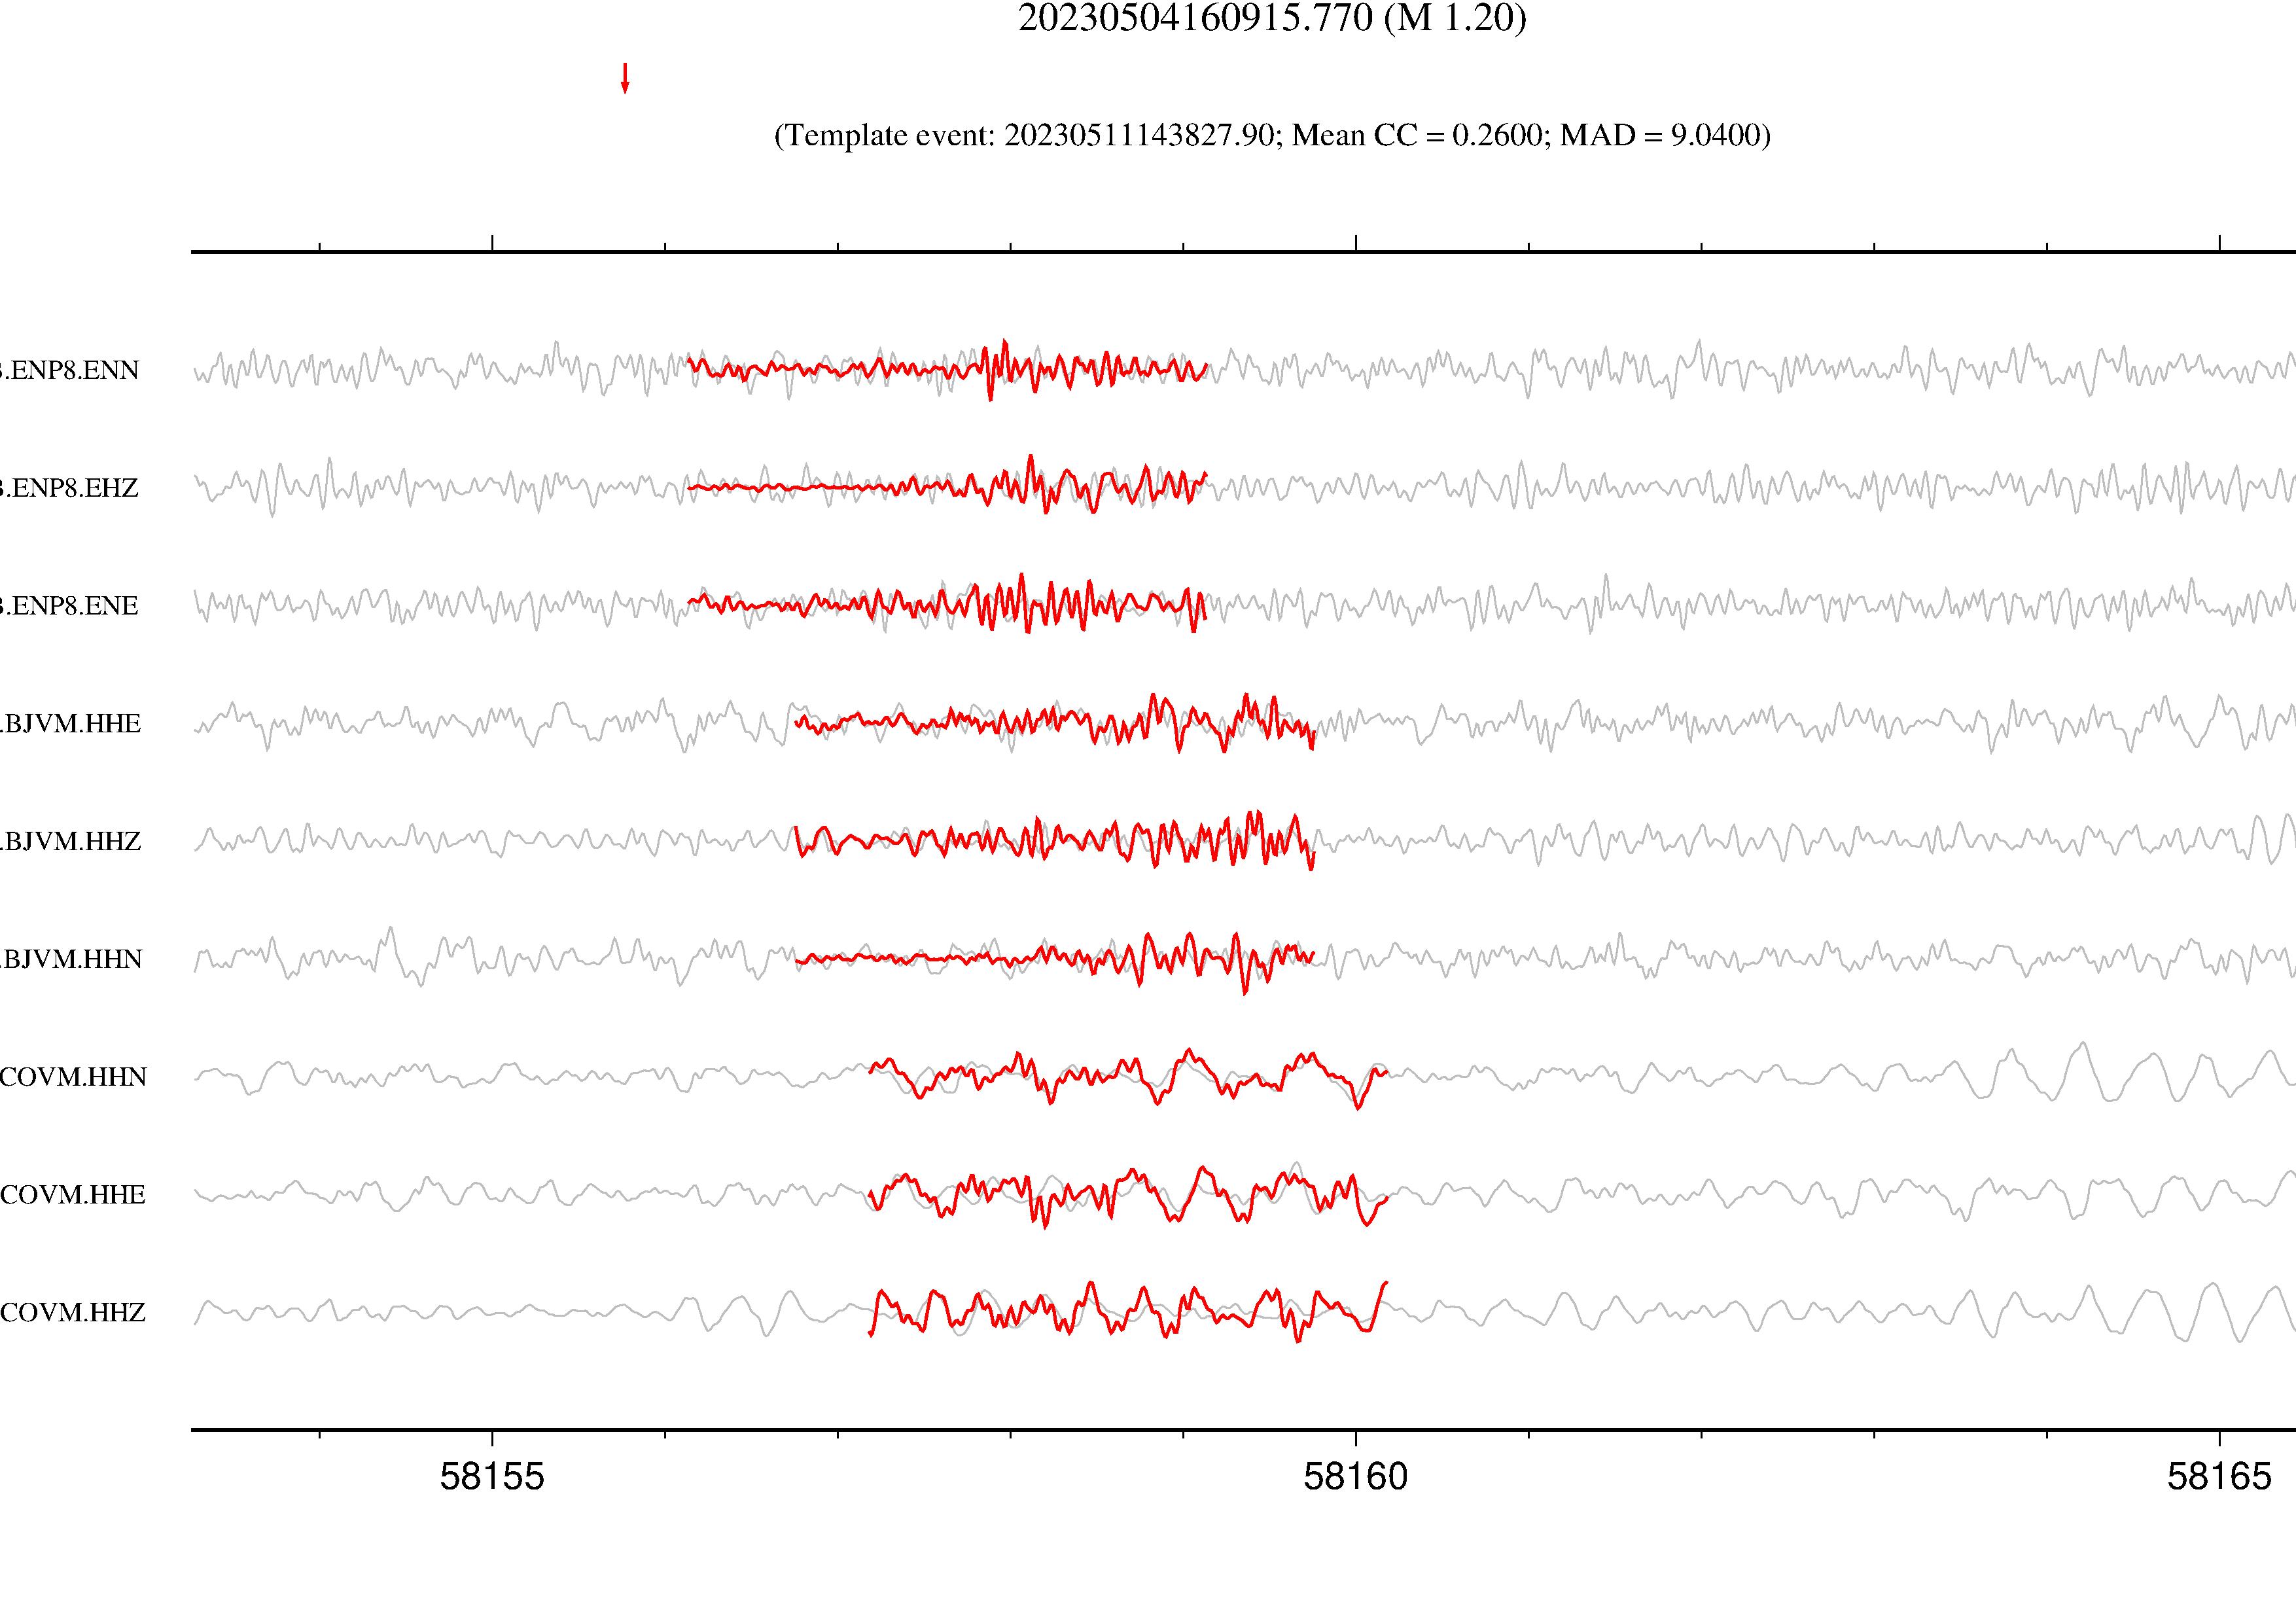 20230504160915.770 (M 1.20)
(Template event: 20230511143827.90; Mean CC = 0.2600; MAD = 9.0400)
.ENP8.ENN
.ENP8.EHZ
.ENP8.ENE
.BJVM.HHE
.BJVM.HHZ
.BJVM.HHN
COVM.HHN
COVM.HHE
COVM.HHZ
58155 58160 58165